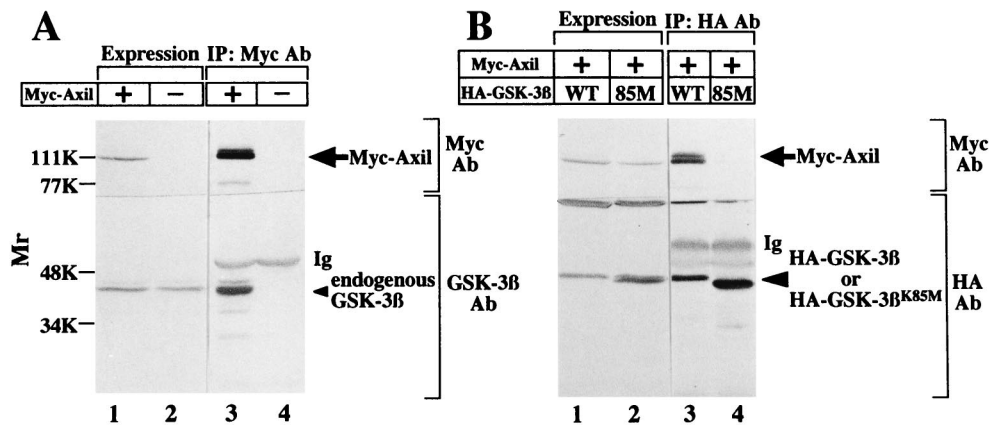 A
Expression IP: Myc Ab
Myc-Axil + − + −
111K
77K
Mr
48K
34K
Myc-Axil
Ig
endogenous
GSK-3ß
Myc
Ab
GSK-3ß
Ab
1 2 3 4
B
Expression IP: HA Ab
Myc-Axil + + + +
HA-GSK-3ß WT 85M WT 85M
Myc-Axil
Ig
HA-GSK-3ß
or
HA-GSK-3ßK85M
Myc
Ab
HA
Ab
1 2 3 4